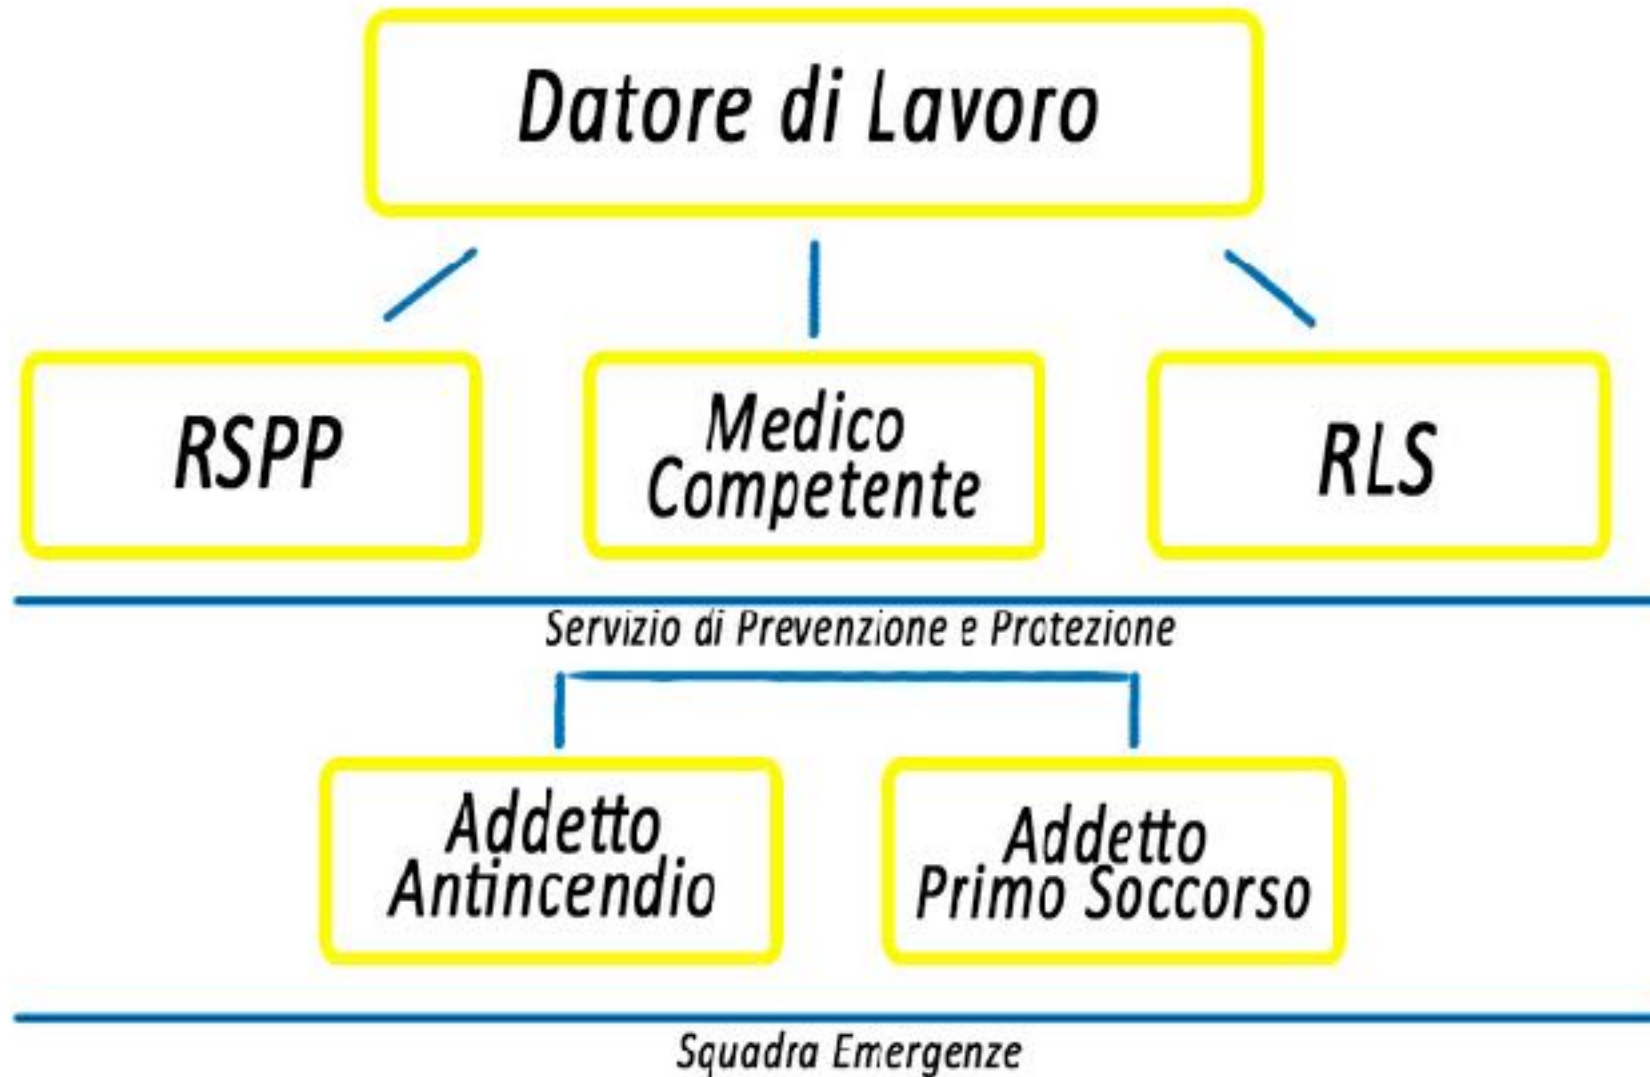 Datore di Lavoro
RSPP
Medico
Competente
RLS
Servizio di Prevenzione e Protezione
Addetto
Antincendio
Addetto
Primo Soccorso
Squadra Emergenze